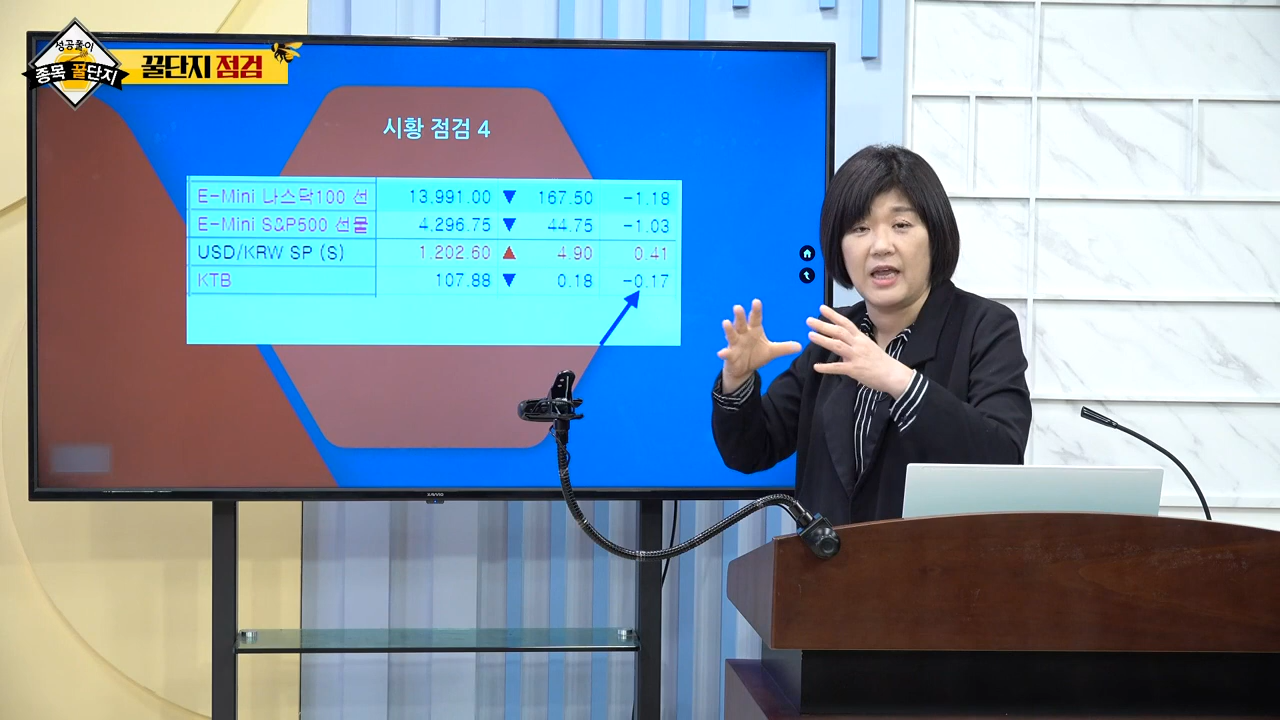 성공풀이
종목 꿀단지
꿀단지 점검
시황 점검 4
E-Mini 나스닥100 선 13,991.00 ▼ 167.50 -1.18
E-Mini S&P500 선물 4,296.75 ▼ 44.75 -1.03
USD/KRW SP (S) 1,202.60 ▲ 4.90 0.41
KTB 107.88 ▼ 0.18 -0.17